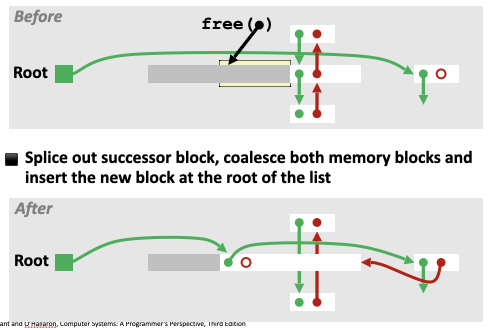 Before
free(●)
Root
Splice out successor block, coalesce both memory blocks and
insert the new block at the root of the list
After
Root
ant and O'Hallaron, Computer Systems: A Programmer's Perspective, Third Edition